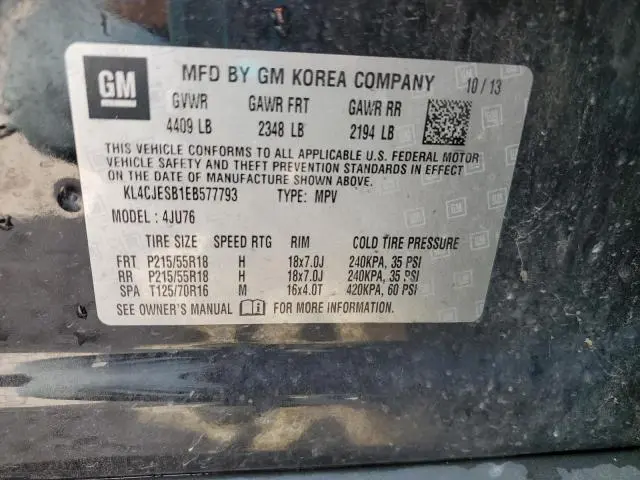 GM
MFD BY GM KOREA COMPANY 10 / 13
GVWR GAWR FRT GAWR RR
4409 LB 2348 LB 2194 LB
THIS VEHICLE CONFORMS TO ALL APPLICABLE U.S. FEDERAL MOTOR
VEHICLE SAFETY AND THEFT PREVENTION STANDARDS IN EFFECT
ON THE DATE OF MANUFACTURE SHOWN ABOVE.
KL4CJESB1EB577793 TYPE: MPV
MODEL : 4JU76
TIRE SIZE SPEED RTG RIM COLD TIRE PRESSURE
FRT P215/55R18 H 18x7.0J 240KPA, 35 PSI
RR P215/55R18 H 18x7.0J 240KPA, 35 PSI
SPA T125/70R16 M 16x4.0T 420KPA, 60 PSI
SEE OWNER'S MANUAL FOR MORE INFORMATION